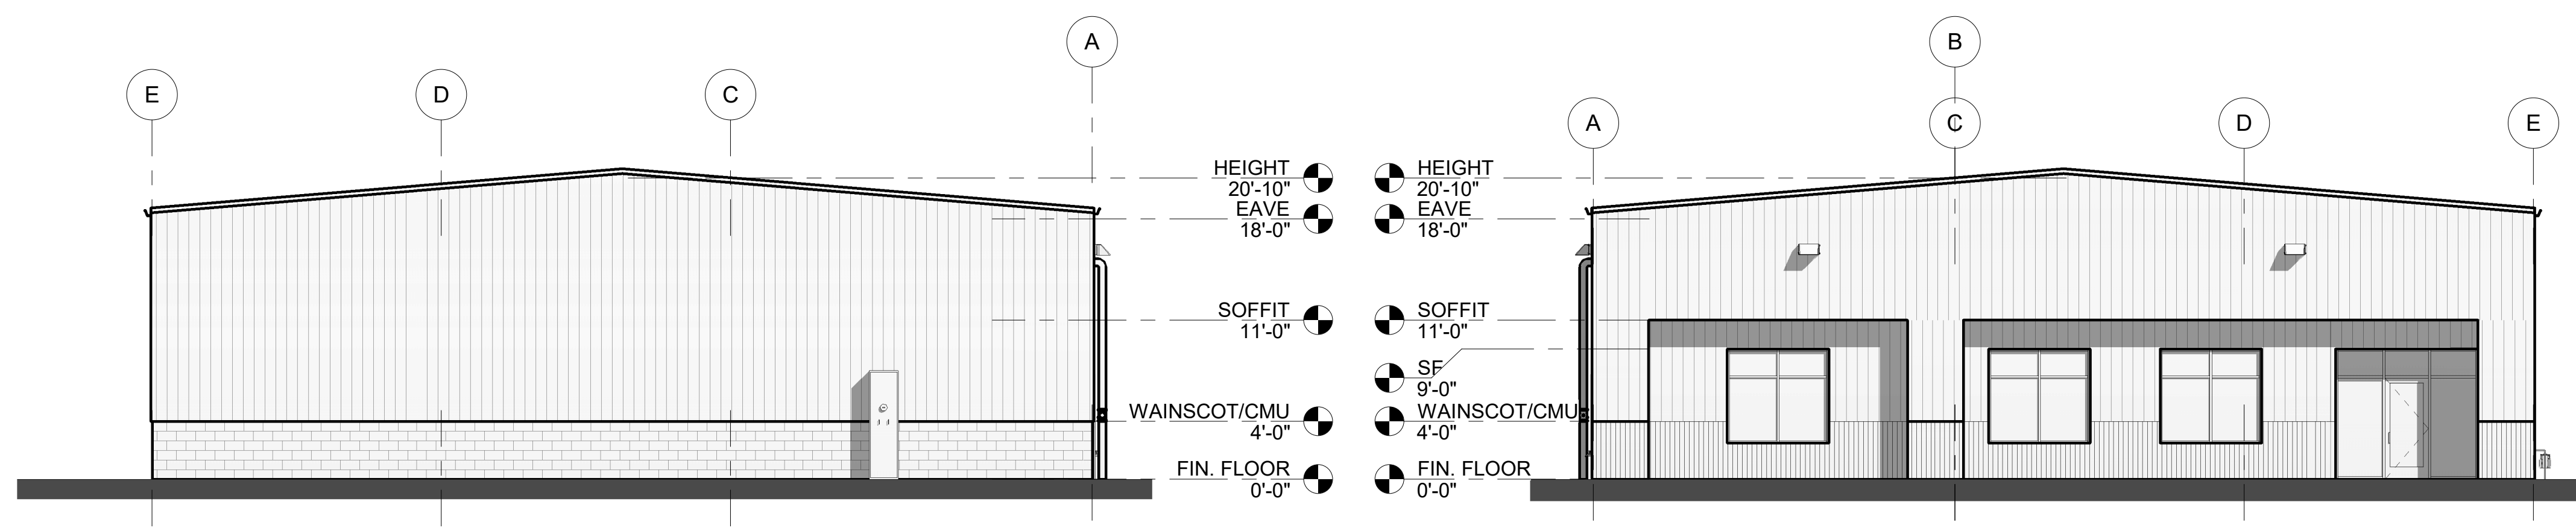 A
E
D
C
HEIGHT
20'-10"
EAVE
18'-0"
SOFFIT
11'-0"
WAINSCOT/CMU
4'-0"
FIN. FLOOR
0'-0"
B
A
C
D
E
HEIGHT
20'-10"
EAVE
18'-0"
SOFFIT
11'-0"
SF
9'-0"
WAINSCOT/CMU
4'-0"
FIN. FLOOR
0'-0"